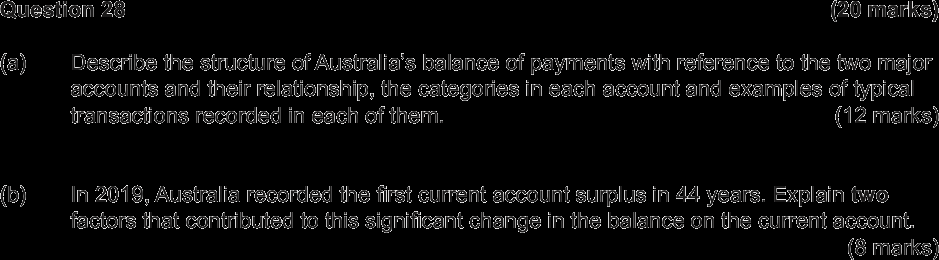 Question 28 (20 marks)
(a) Describe the structure of Australia's balance of payments with reference to the two major
accounts and their relationship, the categories in each account and examples of typical
transactions recorded in each of them. (12 marks)
(b) In 2019, Australia recorded the first current account surplus in 44 years. Explain two
factors that contributed to this significant change in the balance on the current account.
(8 marks)